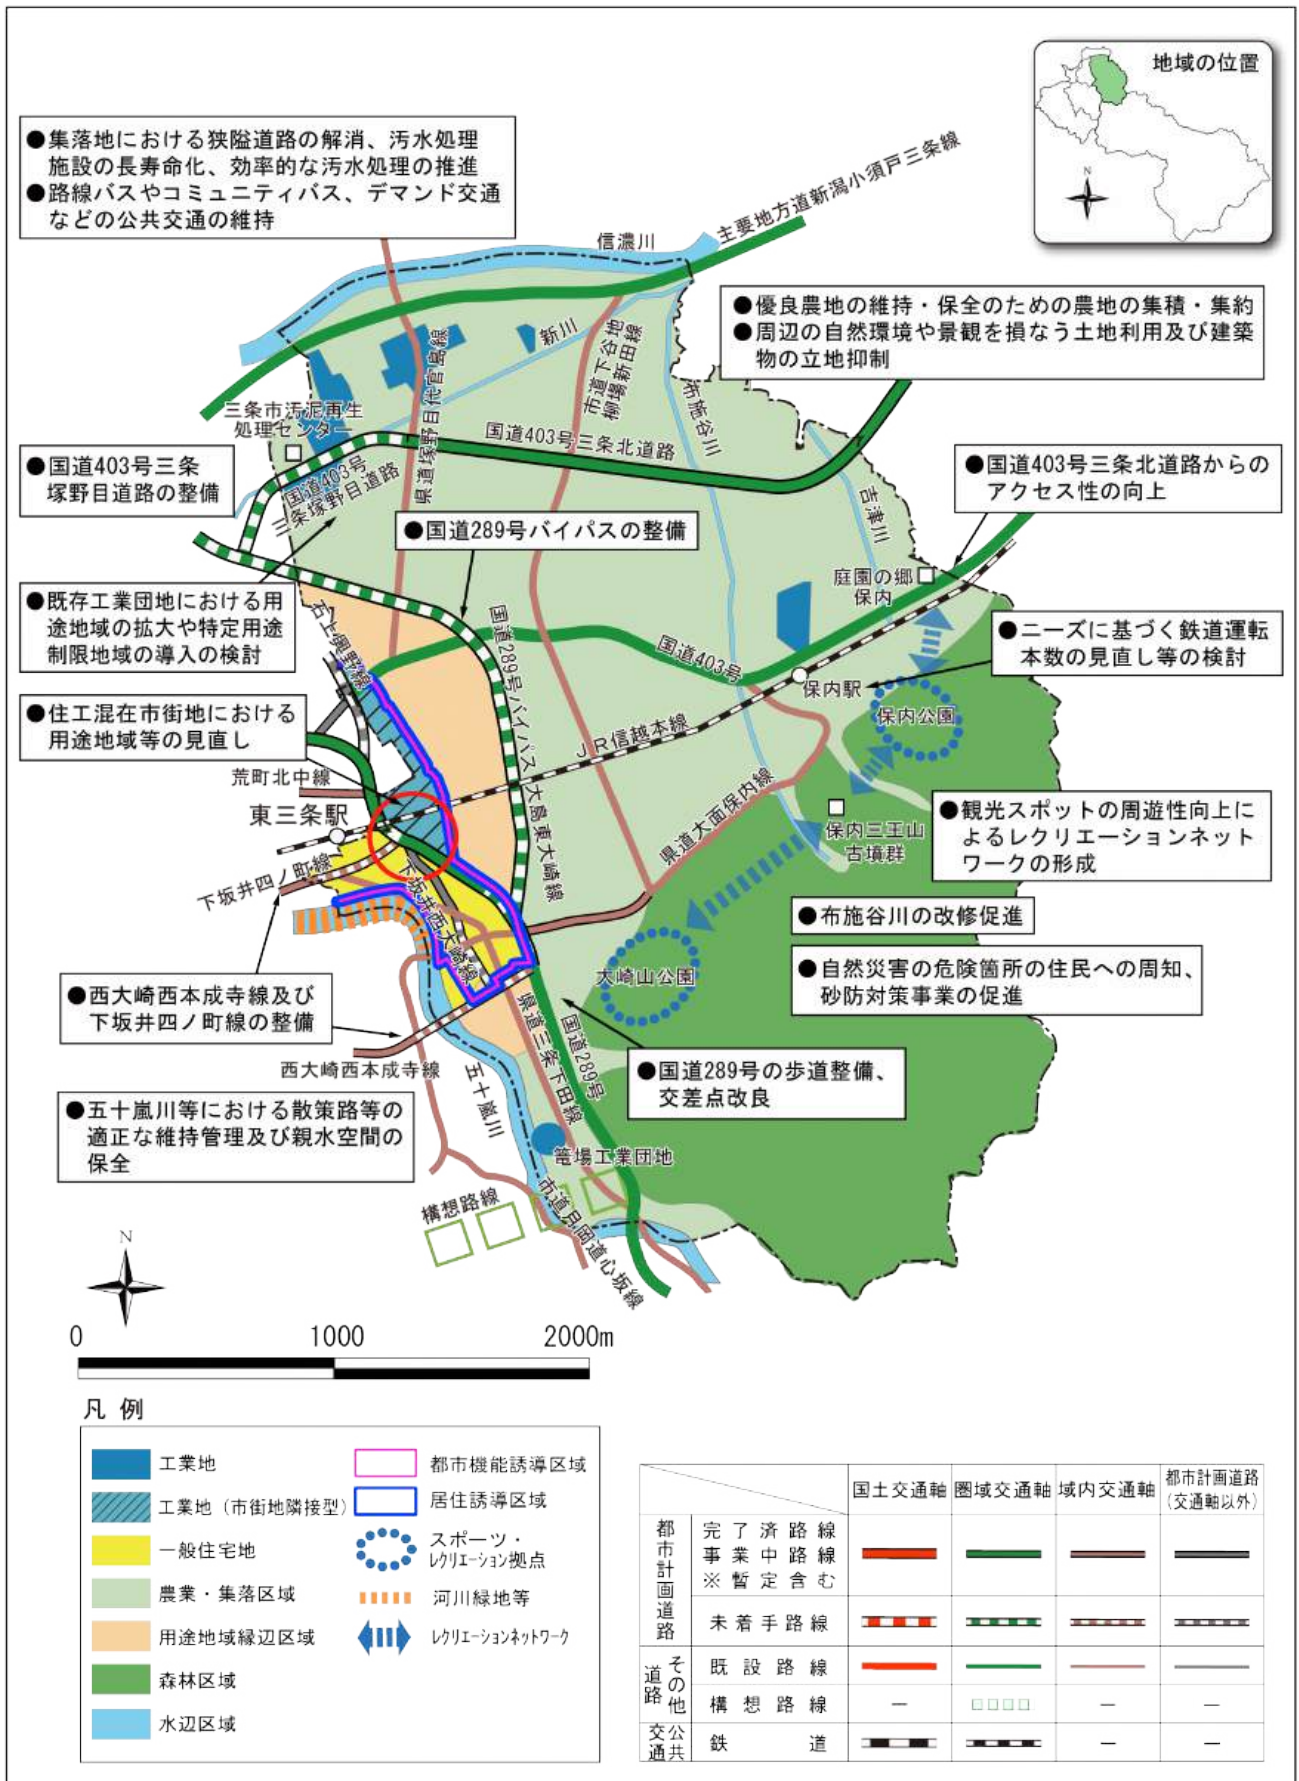 地域の位置
N
●集落地における狭隘道路の解消、汚水処理
施設の長寿命化、効率的な汚水処理の推進
●路線バスやコミュニティバス、デマンド交通
などの公共交通の維持
主要地方道新潟小須戸三条線
信濃川
●優良農地の維持・保全のための農地の集積・集約
●周辺の自然環境や景観を損なう土地利用及び建築
物の立地抑制
新川
県道塚野目代官島線
市道下谷地
柳場新田線
布施谷川
三条市汚泥再生
処理センター
国道403号三条北道路
●国道403号三条
塚野目道路の整備
国道403号
三条塚野目道路
●国道403号三条北道路からの
アクセス性の向上
吉津川
●国道289号バイパスの整備
庭園の郷
保内
●既存工業団地における用
途地域の拡大や特定用途
制限地域の導入の検討
石上興野線
国道289号バイパス
大島東大崎線
国道403号
●ニーズに基づく鉄道運転
本数の見直し等の検討
保内駅
保内公園
●住工混在市街地における
用途地域等の見直し
JR信越本線
荒町北中線
東三条駅
県道大面保内線
保内三王山
古墳群
●観光スポットの周遊性向上に
よるレクリエーションネット
ワークの形成
下坂井四ノ町線
下坂井西大崎線
●布施谷川の改修促進
大崎山公園
●自然災害の危険箇所の住民への周知、
砂防対策事業の促進
●西大崎西本成寺線及び
下坂井四ノ町線の整備
県道三条下田線
国道289号
西大崎西本成寺線
五十嵐川
●国道289号の歩道整備、
交差点改良
●五十嵐川等における散策路等の
適正な維持管理及び親水空間の
保全
篭場工業団地
構想路線
市道月岡道心坂線
N
0 1000 2000m
凡 例
工業地
工業地（市街地隣接型）
一般住宅地
農業・集落区域
用途地域縁辺区域
森林区域
水辺区域
都市機能誘導区域
居住誘導区域
スポーツ・
レクリエーション拠点
河川緑地等
レクリエーションネットワーク
国土交通軸 圏域交通軸 域内交通軸 都市計画道路
（交通軸以外）
都市計画道路
完了済路線
事業中路線
※暫定含む
未着手路線
その他
道路
既設路線
構想路線 － － －
公共
交通
鉄道 － －